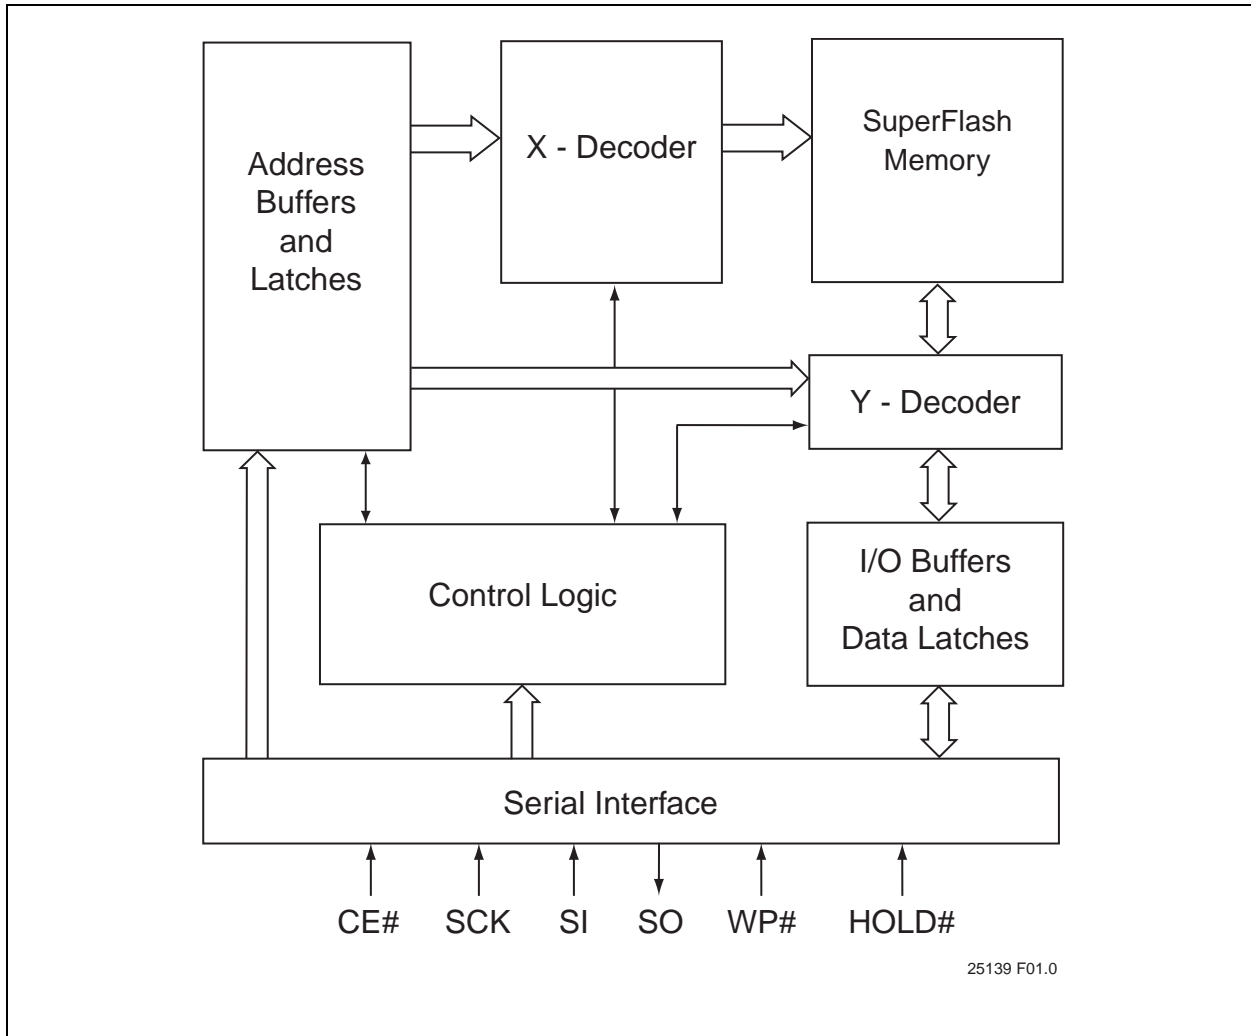 Address
Buffers
and
Latches
X - Decoder
SuperFlash
Memory
Y - Decoder
Control Logic
I/O Buffers
and
Data Latches
Serial Interface
CE# SCK SI SO WP# HOLD#
25139 F01.0